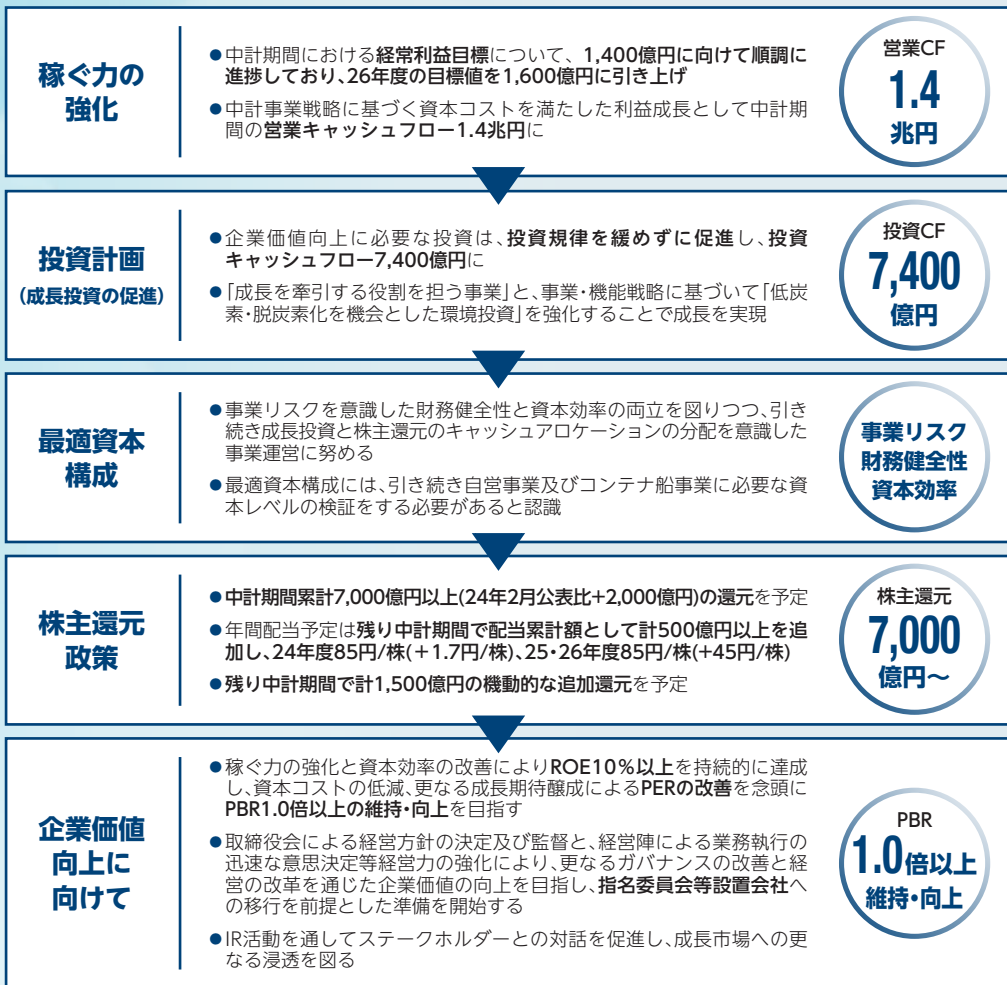 稼ぐ力の
強化
●中計期間における経常利益目標について、1,400億円に向けて順調に
進捗しており、26年度の目標値を1,600億円に引き上げ
●中計事業戦略に基づく資本コストを満たした利益成長として中計期
間の営業キャッシュフロー1.4兆円に
営業CF
1.4
兆円
投資計画
(成長投資の促進)
●企業価値向上に必要な投資は、投資規律を緩めずに促進し、投資
キャッシュフロー7,400億円に
●「成長を牽引する役割を担う事業」と、事業・機能戦略に基づいて「低炭
素・脱炭素化を機会とした環境投資」を強化することで成長を実現
投資CF
7,400
億円
最適資本
構成
●事業リスクを意識した財務健全性と資本効率の両立を図りつつ、引き
続き成長投資と株主還元のキャッシュアロケーションの分配を意識した
事業運営に努める
●最適資本構成には、引き続き自営事業及びコンテナ船事業に必要な資
本レベルの検証をする必要があると認識
事業リスク
財務健全性
資本効率
株主還元
政策
●中計期間累計7,000億円以上(24年2月公表比+2,000億円)の還元を予定
●年間配当予定は残り中計期間で配当累計額として計500億円以上を追
加し、24年度85円/株(+1.7円/株)、25・26年度85円/株(+45円/株)
●残り中計期間で計1,500億円の機動的な追加還元を予定
株主還元
7,000
億円～
企業価値
向上に
向けて
●稼ぐ力の強化と資本効率の改善によりROE10%以上を持続的に達成
し、資本コストの低減、更なる成長期待醸成によるPERの改善を念頭に
PBR1.0倍以上の維持・向上を目指す
●取締役会による経営方針の決定及び監督と、経営陣による業務執行の
迅速な意思決定等経営力の強化により、更なるガバナンスの改善と経
営の改革を通じた企業価値の向上を目指し、指名委員会等設置会社へ
の移行を前提とした準備を開始する
●IR活動を通してステークホルダーとの対話を促進し、成長市場への更
なる浸透を図る
PBR
1.0倍以上
維持・向上